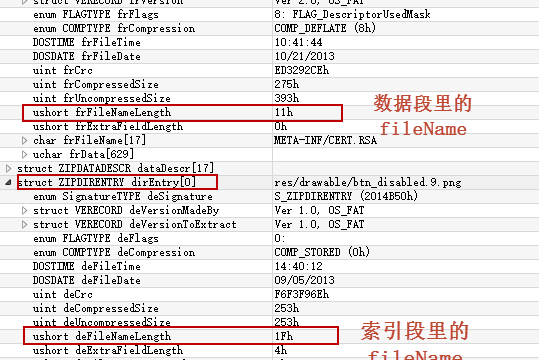 struct VERECORD frVersion Ver 2.0, OS_FAT
enum FLAGTYPE frFlags 8: FLAG_DescriptorUsedMask
enum COMPTYPE frCompression COMP_DEFLATE (8h)
DOSTIME frFileTime 10:41:44
DOSDATE frFileDate 10/21/2013
uint frCrc ED3292CEh
uint frCompressedSize 275h
uint frUncompressedSize 393h
ushort frFileNameLength 11h
ushort frExtraFieldLength 0h
char frFileName[17] META-INF/CERT.RSA
uchar frData[629]
数据段里的
fileName
struct ZIPDATADESCR dataDescr[17]
struct ZIPDIRENTRY dirEntry[0] res/drawable/btn_disabled.9.png
enum SignatureTYPE deSignature S_ZIPDIRENTRY (2014B50h)
struct VERECORD deVersionMadeBy Ver 1.0, OS_FAT
struct VERECORD deVersionToExtract Ver 1.0, OS_FAT
enum FLAGTYPE deFlags 0:
enum COMPTYPE deCompression COMP_STORED (0h)
DOSTIME deFileTime 14:40:12
DOSDATE deFileDate 09/05/2013
uint deCrc F6F3F96Eh
uint deCompressedSize 253h
uint deUncompressedSize 253h
ushort deFileNameLength 1Fh
ushort deExtraFieldLength 4h
索引段里的
fileName